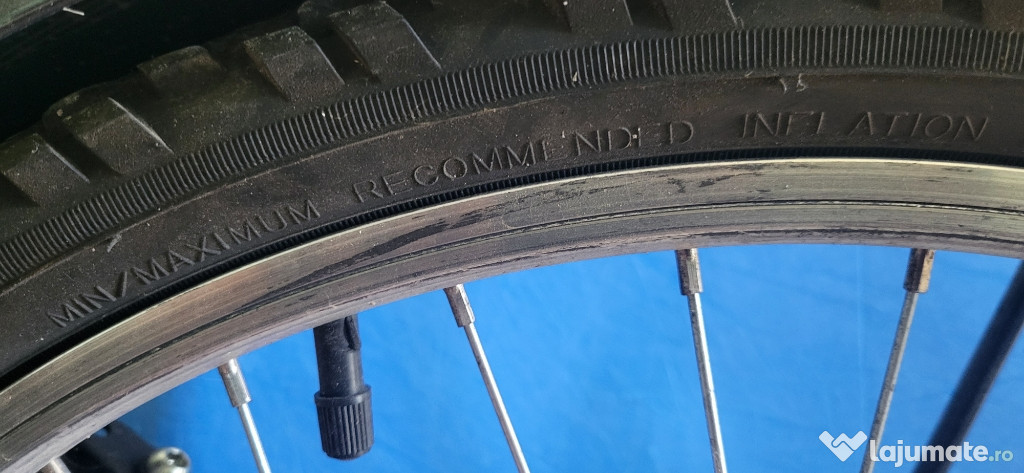 MIN/MAXIMUM RECOMMENDED INFLATION
lajumate.ro